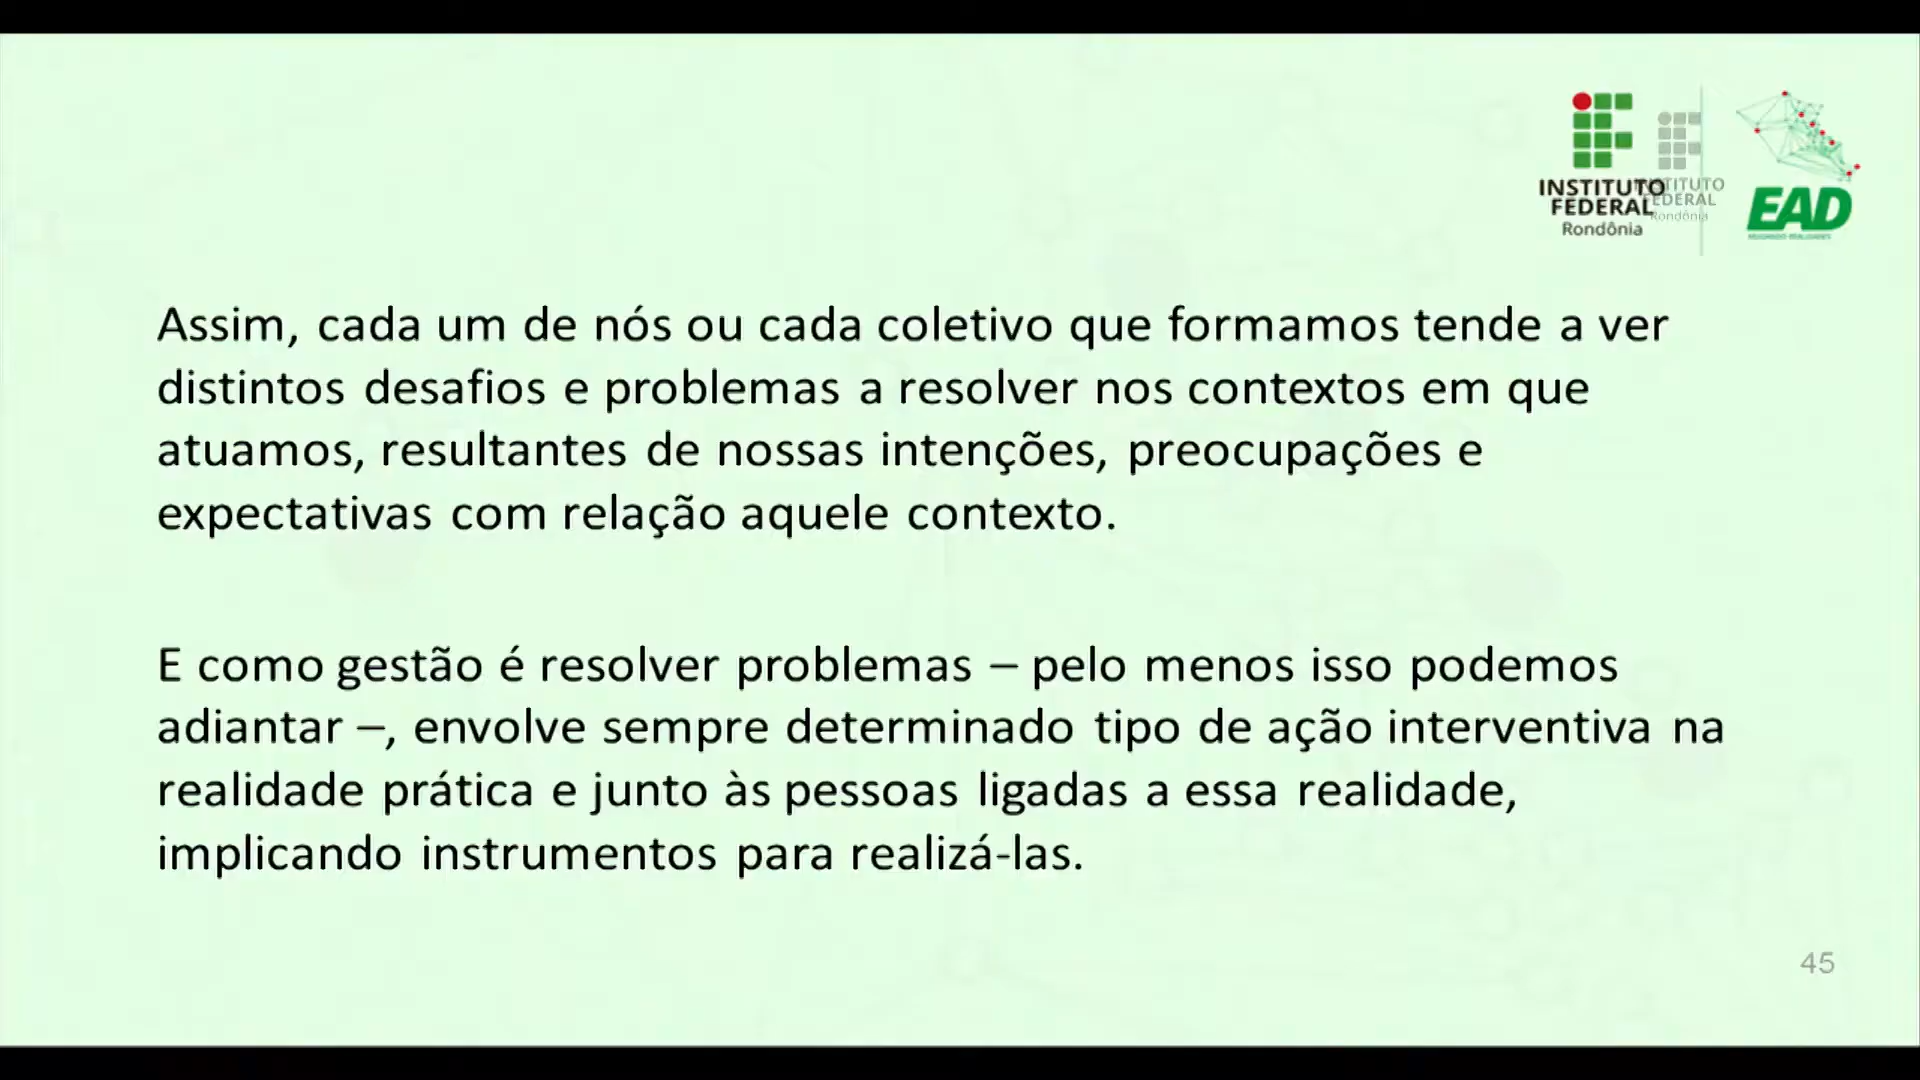 INSTITUTO
FEDERAL
Rondônia
EAD
Assim, cada um de nós ou cada coletivo que formamos tende a ver
distintos desafios e problemas a resolver nos contextos em que
atuamos, resultantes de nossas intenções, preocupações e
expectativas com relação aquele contexto.
E como gestão é resolver problemas – pelo menos isso podemos
adiantar –, envolve sempre determinado tipo de ação interventiva na
realidade prática e junto às pessoas ligadas a essa realidade,
implicando instrumentos para realizá-las.
45